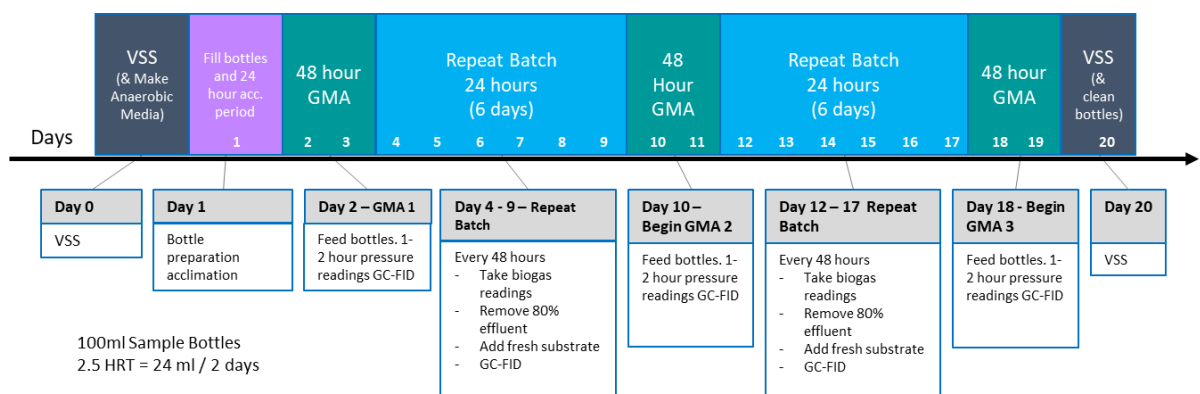 VSS
(& Make
Anaerobic
Media)
Fill bottles
and 24
hour acc.
period
1
48 hour
GMA
2 3
Repeat Batch
24 hours
(6 days)
4 5 6 7 8 9
48
Hour
GMA
10 11
Repeat Batch
24 hours
(6 days)
12 13 14 15 16 17
48 hour
GMA
18 19
VSS
(&
clean
bottles)
20
Days
Day 0
VSS
Day 1
Bottle
preparation
acclimation
Day 2 – GMA 1
Feed bottles. 1-
2 hour pressure
readings GC-FID
Day 4 - 9 – Repeat
Batch
Every 48 hours
- Take biogas
readings
- Remove 80%
effluent
- Add fresh substrate
- GC-FID
Day 10 –
Begin GMA 2
Feed bottles. 1-
2 hour pressure
readings GC-FID
Day 12 – 17 Repeat
Batch
Every 48 hours
- Take biogas
readings
- Remove 80%
effluent
- Add fresh substrate
- GC-FID
Day 18 - Begin
GMA 3
Feed bottles. 1-
2 hour pressure
readings GC-FID
Day 20
VSS
100ml Sample Bottles
2.5 HRT = 24 ml / 2 days